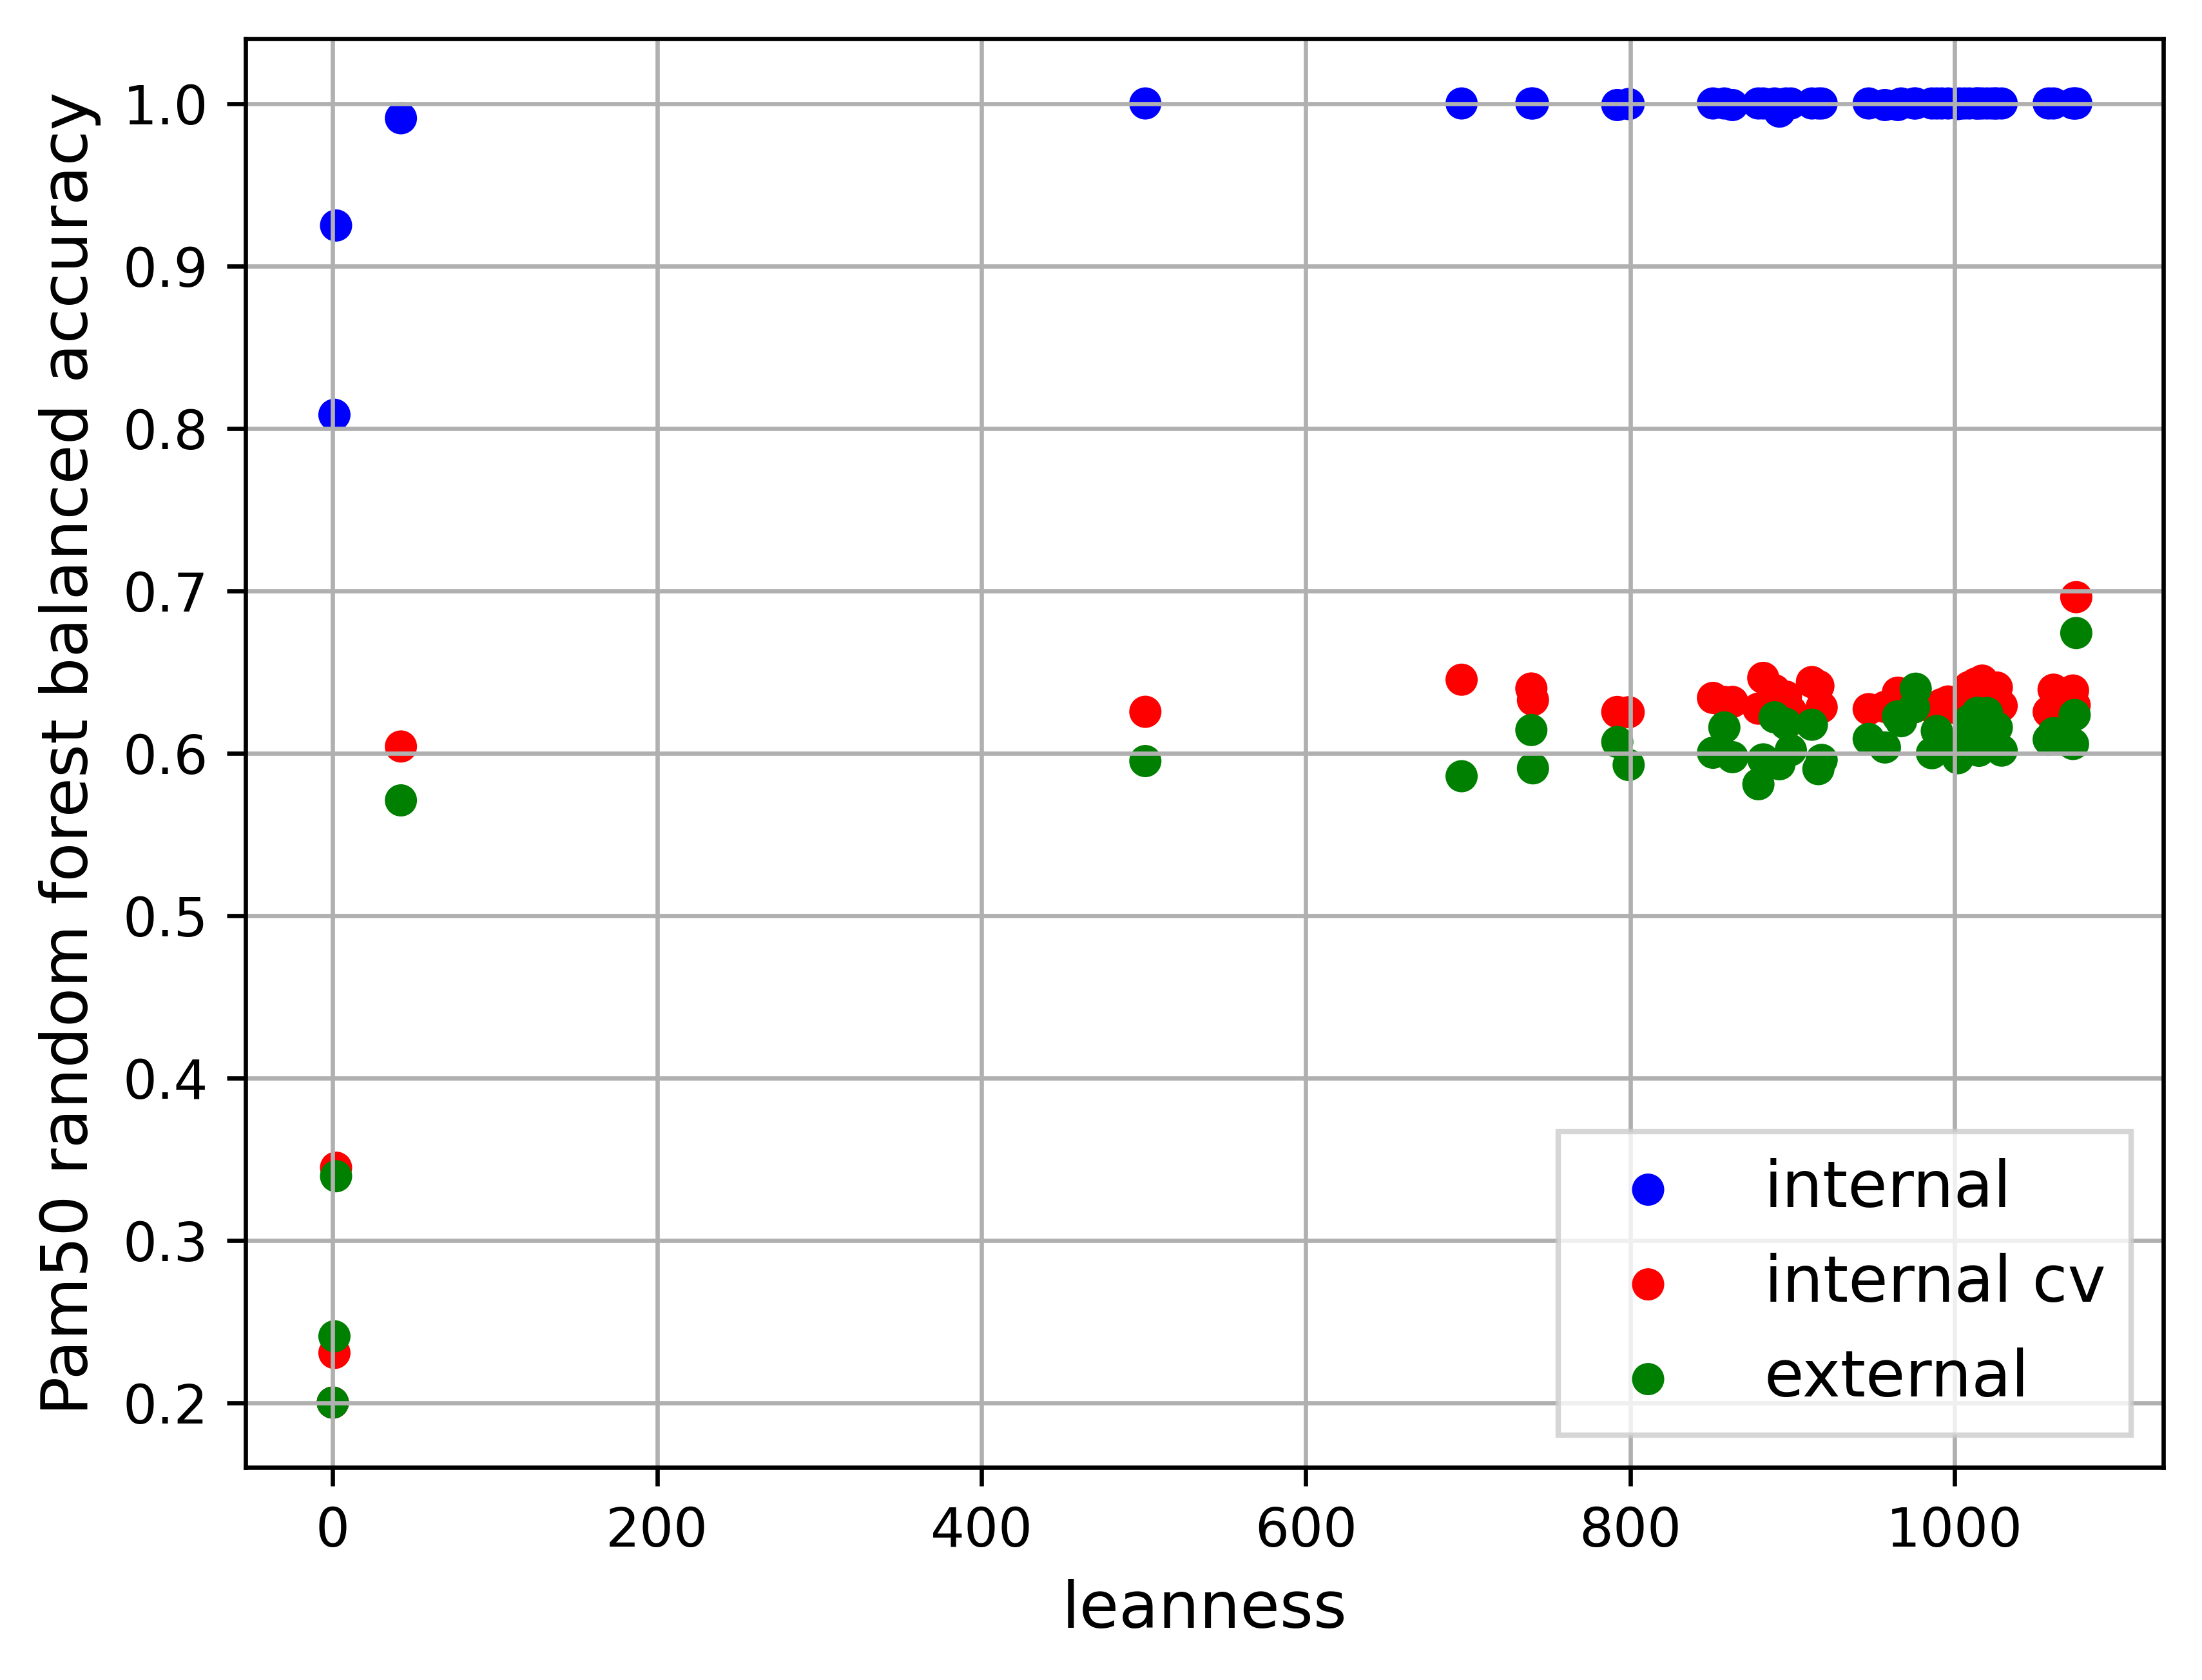 Pam50 random forest balanced accuracy
1.0
0.9
0.8
0.7
0.6
0.5
0.4
0.3
0.2
internal
internal cv
external
0 200 400 600 800 1000
leanness